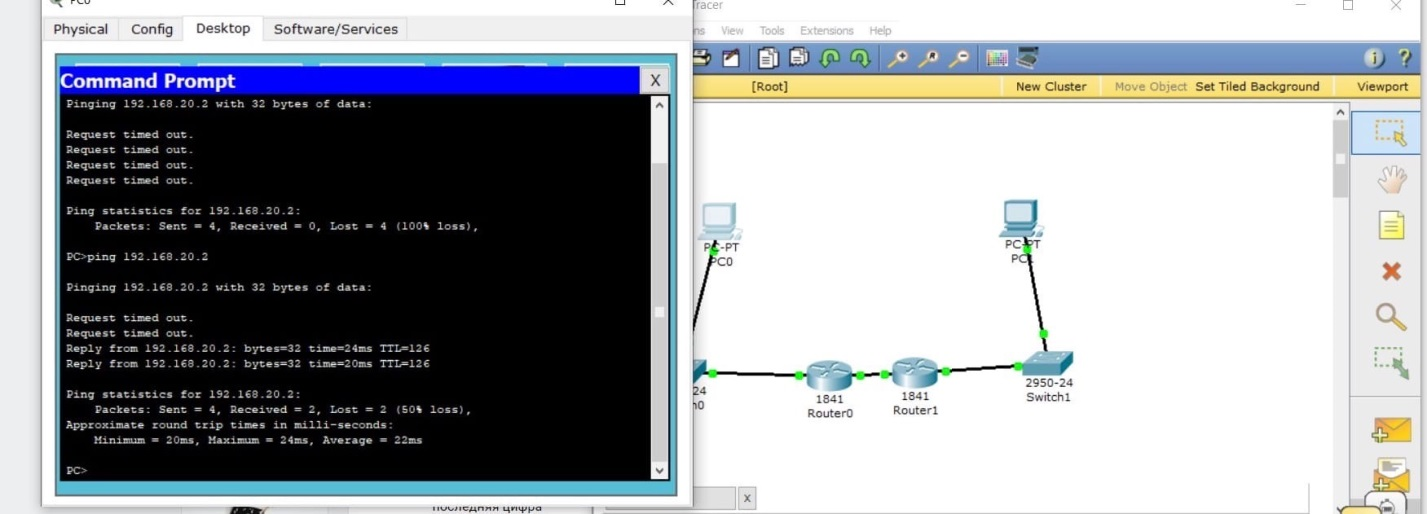 PC0
Physical Config Desktop Software/Services
Command Prompt
X
Pinging 192.168.20.2 with 32 bytes of data:
Request timed out.
Request timed out.
Request timed out.
Request timed out.
Ping statistics for 192.168.20.2:
Packets: Sent = 4, Received = 0, Lost = 4 (100% loss),
PC>ping 192.168.20.2
Pinging 192.168.20.2 with 32 bytes of data:
Request timed out.
Request timed out.
Reply from 192.168.20.2: bytes=32 time=24ms TTL=126
Reply from 192.168.20.2: bytes=32 time=20ms TTL=126
Ping statistics for 192.168.20.2:
Packets: Sent = 4, Received = 2, Lost = 2 (50% loss),
Approximate round trip times in milli-seconds:
Minimum = 20ms, Maximum = 24ms, Average = 22ms
PC>
последняя цифра
View Tools Extensions Help
[Root] New Cluster Move Object Set Tiled Background Viewport
PC-PT
PC0
PC-PT
1841
Router0
1841
Router1
2950-24
Switch1
X